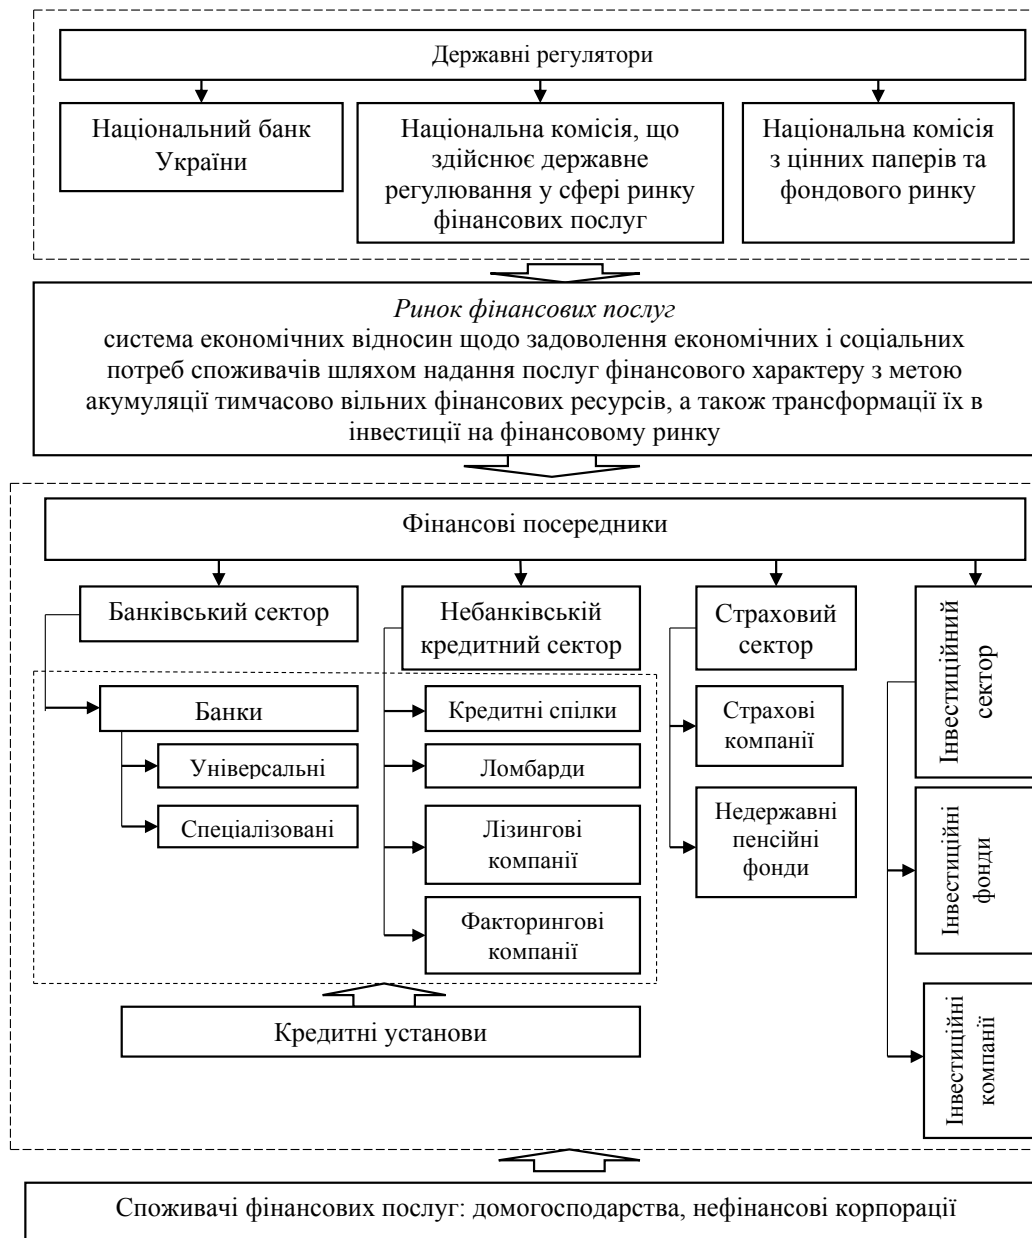 Державні регулятори
Національний банк
України
Національна комісія, що
здійснює державне
регулювання у сфері ринку
фінансових послуг
Національна комісія
з цінних паперів та
фондового ринку
Ринок фінансових послуг
система економічних відносин щодо задоволення економічних і соціальних
потреб споживачів шляхом надання послуг фінансового характеру з метою
акумуляції тимчасово вільних фінансових ресурсів, а також трансформації їх в
інвестиції на фінансовому ринку
Фінансові посередники
Банківський сектор
Банки
Універсальні
Спеціалізовані
Небанківській
кредитний сектор
Кредитні спілки
Ломбарди
Лізингові
компанії
Факторингові
компанії
Страховий
сектор
Страхові
компанії
Недержавні
пенсійні
фонди
Інвестиційний
сектор
Інвестиційні
фонди
Інвестиційні
компанії
Кредитні установи
Споживачі фінансових послуг: домогосподарства, нефінансові корпорації